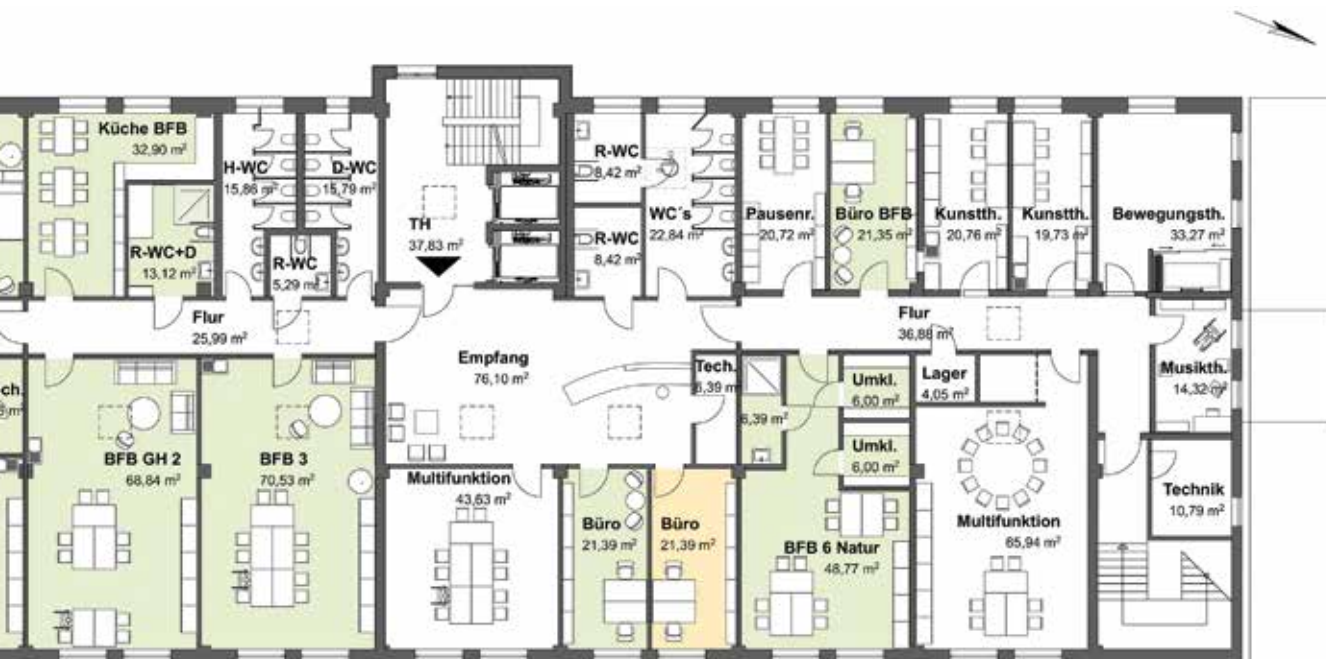 Küche BFB
32,90 m²
H-WC
15,86 m²
D-WC
15,79 m²
R-WC+D
13,12 m²
R-WC
5,29 m²
TH
37,83 m²
R-WC
8,42 m²
R-WC
8,42 m²
WC´s
22,84 m²
Pausenr.
20,72 m²
Büro BFB
21,35 m²
Kunstth.
20,76 m²
Kunstth.
19,73 m²
Bewegungsth.
33,27 m²
Flur
25,99 m²
Flur
36,88 m²
Empfang
76,10 m²
Tech.
6,39 m
6,39 m²
Umkl.
6,00 m²
Umkl.
6,00 m²
Lager
4,05 m²
Musikth.
14,32 m²
ch.
BFB GH 2
68,84 m²
BFB 3
70,53 m²
Multifunktion
43,63 m²
Büro
21,39 m²
Büro
21,39 m²
BFB 6 Natur
48,77 m²
Multifunktion
65,94 m²
Technik
10,79 m²